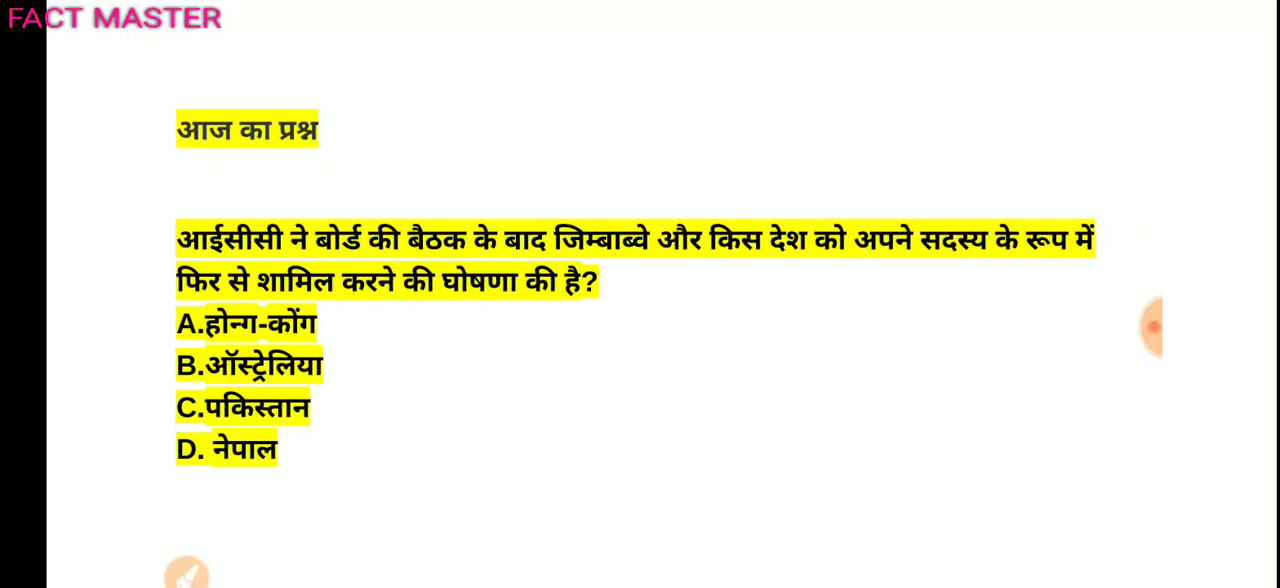 FACT MASTER
आज का प्रश्न
आईसीसी ने बोर्ड की बैठक के बाद जिम्बाब्वे और किस देश को अपने सदस्य के रूप में
फिर से शामिल करने की घोषणा की है?
A.होन्ग-कोंग
B.ऑस्ट्रेलिया
C.पकिस्तान
D. नेपाल